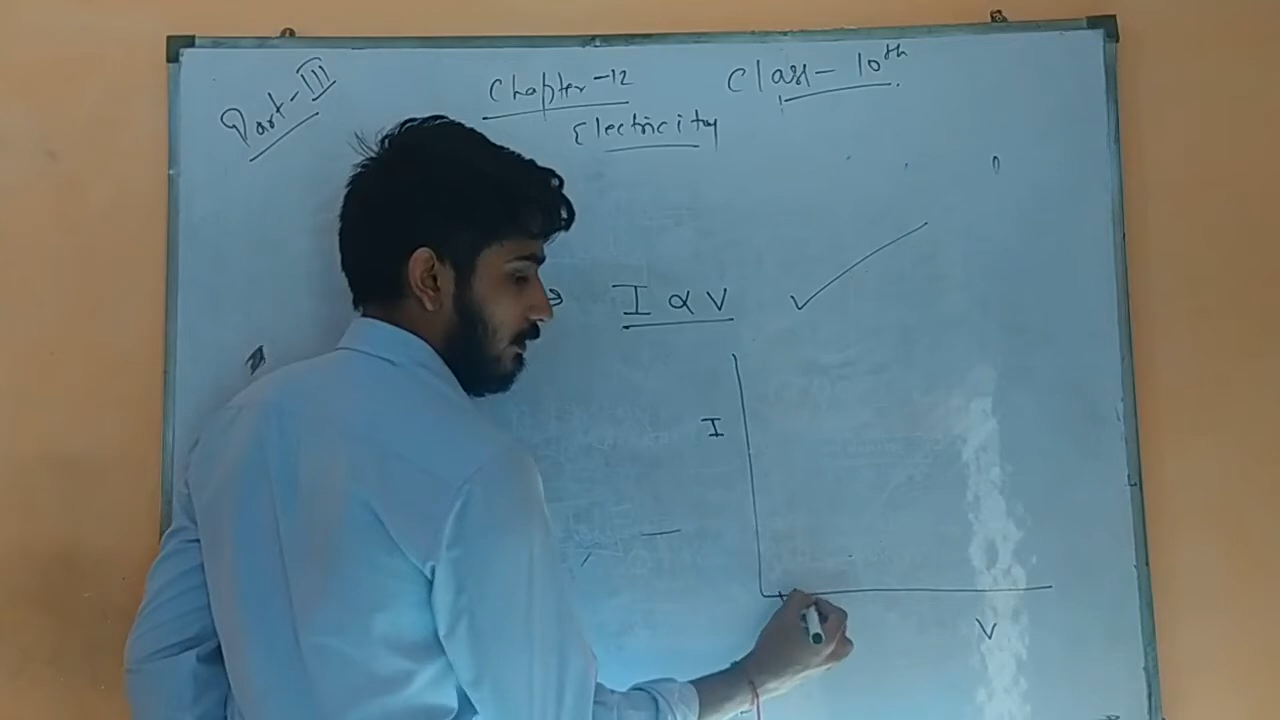 Part-III
Chapter-12
Class-10th
Electricity
→ I ∝ V ✓
I
V